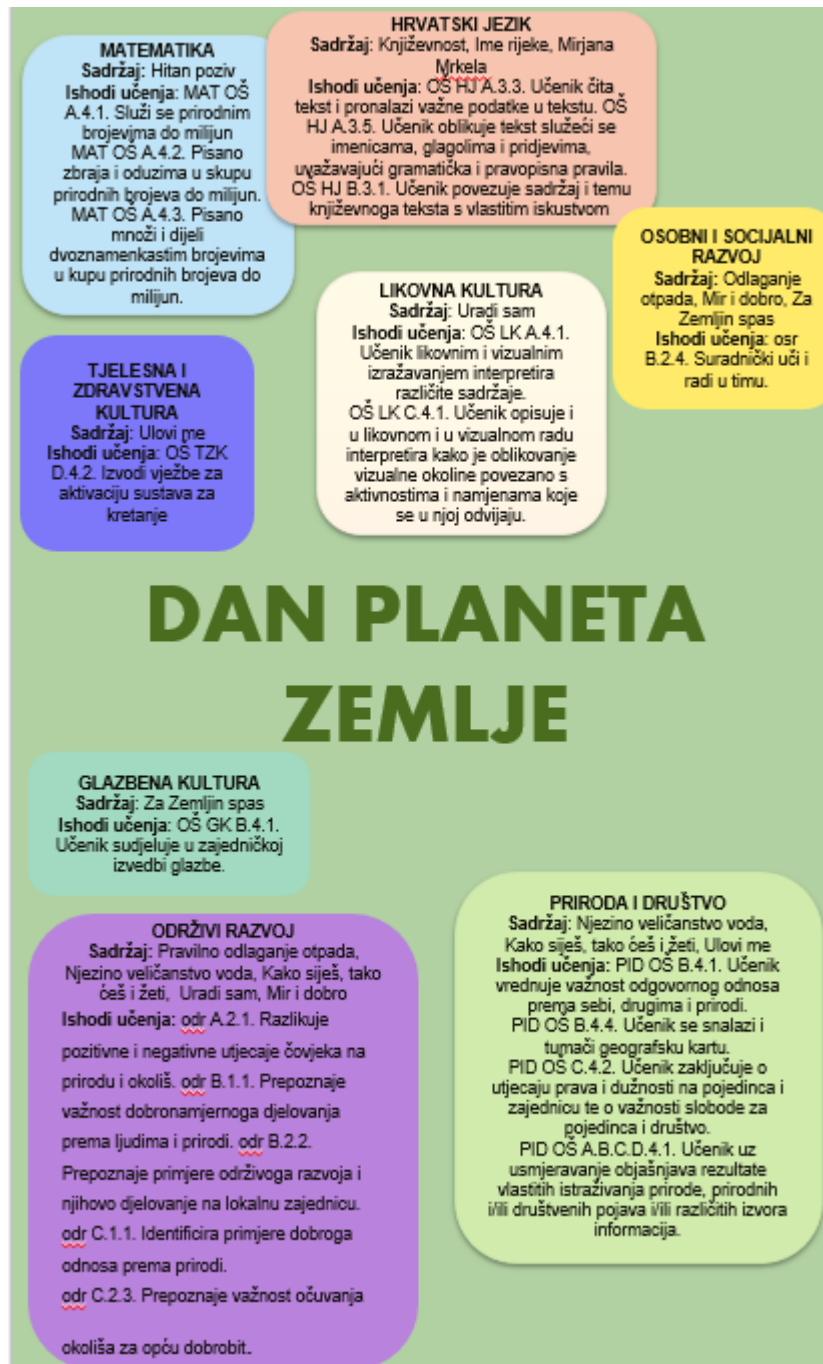 MATEMATIKA
Sadržaj: Hitan poziv
Ishodi učenja: MAT OŠ
A.4.1. Služi se prirodnim
brojevjma do milijun
MAT OŠ A.4.2. Pisano
zbraja i oduzima u skupu
prirodnih brojeva do milijun.
MAT OŠ A.4.3. Pisano
množi i dijeli
dvoznamenkastim brojevima
u kupu prirodnih brojeva do
milijun.
HRVATSKI JEZIK
Sadržaj: Književnost, Ime rijeke, Mirjana
Mrkela
Ishodi učenja: OŠ HJ A.3.3. Učenik čita
tekst i pronalazi važne podatke u tekstu. OŠ
HJ A.3.5. Učenik oblikuje tekst služeći se
imenicama, glagolima i pridjevima,
uvažavajući gramatička i pravopisna pravila.
OŠ HJ B.3.1. Učenik povezuje sadržaj i temu
književnoga teksta s vlastitim iskustvom
OSOBNI I SOCIJALNI
RAZVOJ
Sadržaj: Odlaganje
otpada, Mir i dobro, Za
Zemljin spas
Ishodi učenja: osr
B.2.4. Suradnički uči i
radi u timu.
LIKOVNA KULTURA
Sadržaj: Uradi sam
Ishodi učenja: OŠ LK A.4.1.
Učenik likovnim i vizualnim
izražavanjem interpretira
različite sadržaje.
OŠ LK C.4.1. Učenik opisuje i
u likovnom i u vizualnom radu
interpretira kako je oblikovanje
vizualne okoline povezano s
aktivnostima i namjenama koje
se u njoj odvijaju.
TJELESNA I
ZDRAVSTVENA
KULTURA
Sadržaj: Ulovi me
Ishodi učenja: OŠ TZK
D.4.2. Izvodi vježbe za
aktivaciju sustava za
kretanje
DAN PLANETA
ZEMLJE
GLAZBENA KULTURA
Sadržaj: Za Zemljin spas
Ishodi učenja: OŠ GK B.4.1.
Učenik sudjeluje u zajedničkoj
izvedbi glazbe.
ODRŽIVI RAZVOJ
Sadržaj: Pravilno odlaganje otpada,
Njezino veličanstvo voda, Kako siješ, tako
ćeš i žeti, Uradi sam, Mir i dobro
Ishodi učenja: odr A.2.1. Razlikuje
pozitivne i negativne utjecaje čovjeka na
prirodu i okoliš. odr B.1.1. Prepoznaje
važnost dobronamjernoga djelovanja
prema ljudima i prirodi. odr B.2.2.
Prepoznaje primjere održivoga razvoja i
njihovo djelovanje na lokalnu zajednicu.
odr C.1.1. Identificira primjere dobroga
odnosa prema prirodi.
odr C.2.3. Prepoznaje važnost očuvanja
okoliša za opću dobrobit.
PRIRODA I DRUŠTVO
Sadržaj: Njezino veličanstvo voda,
Kako siješ, tako ćeš i žeti, Ulovi me
Ishodi učenja: PID OŠ B.4.1. Učenik
vrednuje važnost odgovornog odnosa
prema sebi, drugima i prirodi.
PID OŠ B.4.4. Učenik se snalazi i
tumači geografsku kartu.
PID OŠ C.4.2. Učenik zaključuje o
utjecaju prava i dužnosti na pojedinca i
zajednicu te o važnosti slobode za
pojedinca i društvo.
PID OŠ A.B.C.D.4.1. Učenik uz
usmjeravanje objašnjava rezultate
vlastitih istraživanja prirode, prirodnih
i/ili društvenih pojava i/ili različitih izvora
informacija.